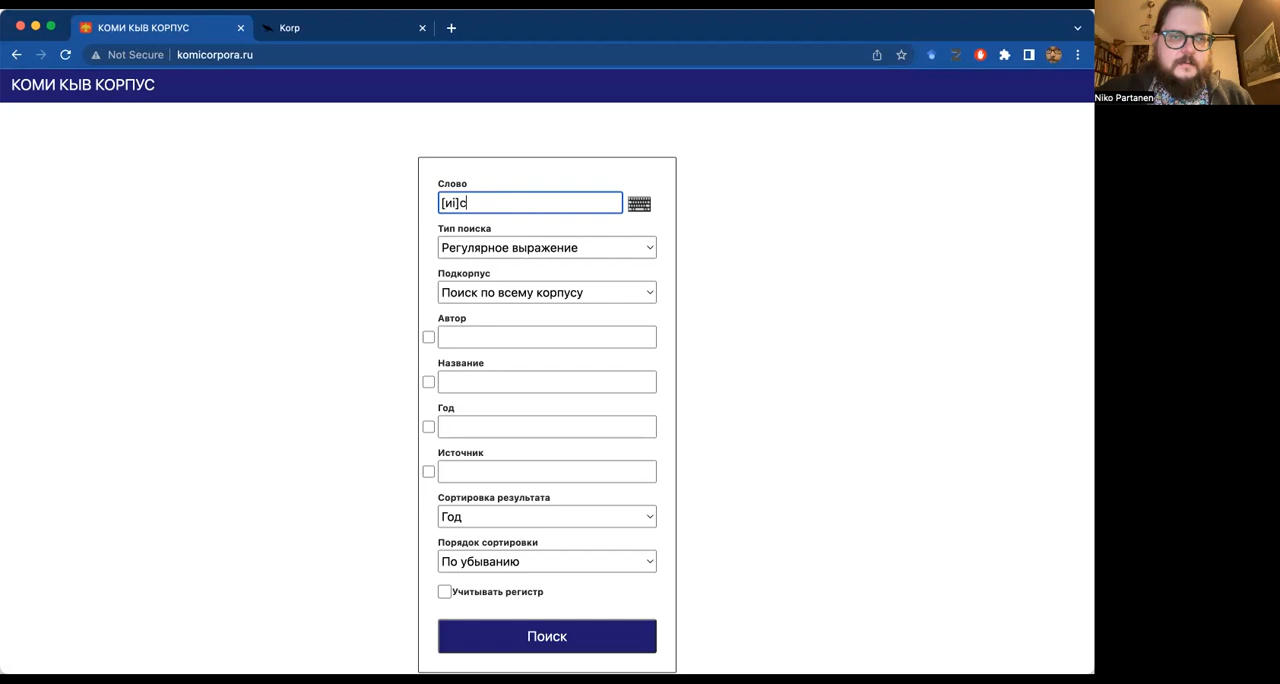 КОМИ КЫВ КОРПУС
Korp
Not Secure
komicorpora.ru
КОМИ КЫВ КОРПУС
Niko Partanen
Слово
[иі]с
Тип поиска
Регулярное выражение
Подкорпус
Поиск по всему корпусу
Автор
Название
Год
Источник
Сортировка результата
Год
Порядок сортировки
По убыванию
Учитывать регистр
Поиск